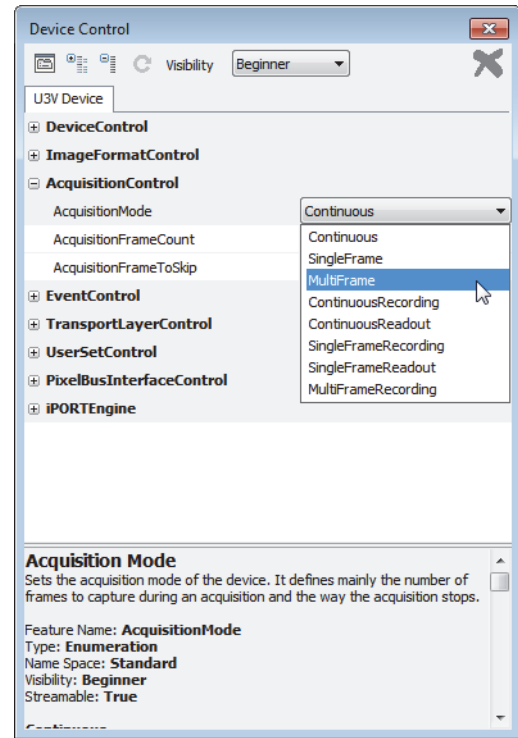 Device Control
Visibility Beginner
U3V Device
DeviceControl
ImageFormatControl
AcquisitionControl
AcquisitionMode Continuous
AcquisitionFrameCount
AcquisitionFrameToSkip
Continuous
SingleFrame
MultiFrame
ContinuousRecording
ContinuousReadout
SingleFrameRecording
SingleFrameReadout
MultiFrameRecording
EventControl
TransportLayerControl
UserSetControl
PixelBusInterfaceControl
iPORTEngine
Acquisition Mode
Sets the acquisition mode of the device. It defines mainly the number of
frames to capture during an acquisition and the way the acquisition stops.
Feature Name: AcquisitionMode
Type: Enumeration
Name Space: Standard
Visibility: Beginner
Streamable: True